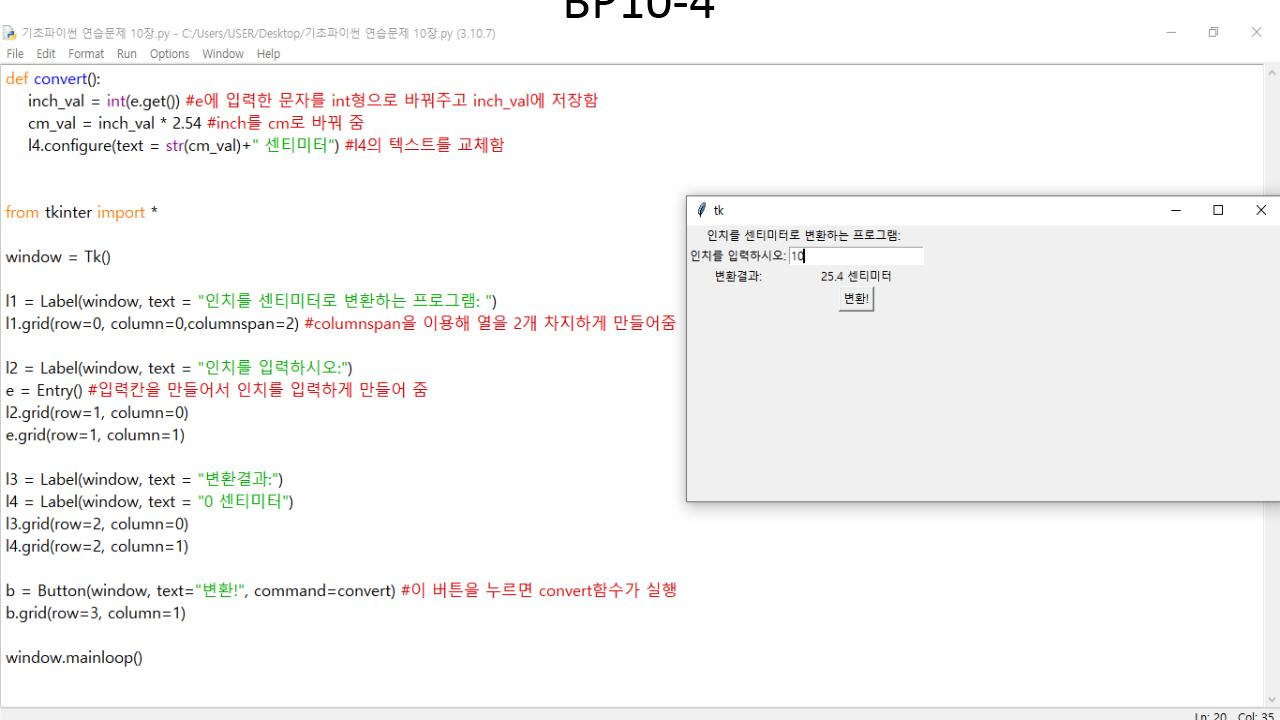 BP10-4
기초파이썬 연습문제 10장.py - C:/Users/USER/Desktop/기초파이썬 연습문제 10장.py (3.10.7)
File Edit Format Run Options Window Help
def convert():
inch_val = int(e.get()) #e에 입력한 문자를 int형으로 바꿔주고 inch_val에 저장함
cm_val = inch_val * 2.54 #inch를 cm로 바꿔 줌
l4.configure(text = str(cm_val)+" 센티미터") #l4의 텍스트를 교체함
from tkinter import *
window = Tk()
l1 = Label(window, text = "인치를 센티미터로 변환하는 프로그램: ")
l1.grid(row=0, column=0,columnspan=2) #columnspan을 이용해 열을 2개 차지하게 만들어줌
l2 = Label(window, text = "인치를 입력하시오:")
e = Entry() #입력칸을 만들어서 인치를 입력하게 만들어 줌
l2.grid(row=1, column=0)
e.grid(row=1, column=1)
l3 = Label(window, text = "변환결과:")
l4 = Label(window, text = "0 센티미터")
l3.grid(row=2, column=0)
l4.grid(row=2, column=1)
b = Button(window, text="변환!", command=convert) #이 버튼을 누르면 convert함수가 실행
b.grid(row=3, column=1)
window.mainloop()
tk
인치를 센티미터로 변환하는 프로그램:
인치를 입력하시오: 10
변환결과: 25.4 센티미터
변환!
Ln: 20 Col: 35